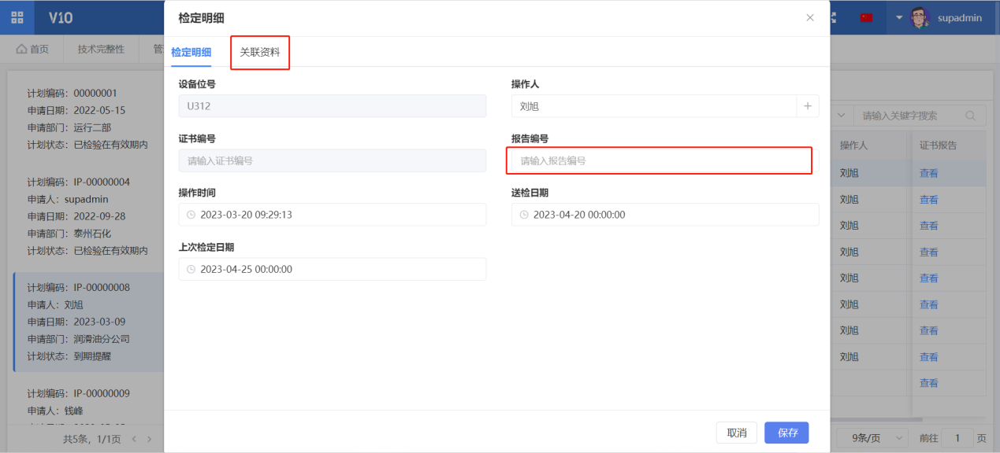 V10
supadmin
首页
技术完整性
管
计划编码：00000001
申请日期：2022-05-15
申请部门：运行二部
计划状态：已检验在有效期内
计划编码：IP-00000004
申请人：supadmin
申请日期：2022-09-28
申请部门：泰州石化
计划状态：已检验在有效期内
计划编码：IP-00000008
申请人：刘旭
申请日期：2023-03-09
申请部门：润滑油分公司
计划状态：到期提醒
计划编码：IP-00000009
申请人：钱峰
共5条，1/1页
检定明细
检定明细 关联资料
设备位号 操作人
U312 刘旭
证书编号 报告编号
请输入证书编号 请输入报告编号
操作时间 送检日期
2023-03-20 09:29:13 2023-04-20 00:00:00
上次检定日期
2023-04-25 00:00:00
取消 保存
请输入关键字搜索
操作人 证书报告
刘旭 查看
刘旭 查看
刘旭 查看
刘旭 查看
刘旭 查看
刘旭 查看
刘旭 查看
刘旭 查看
查看
9条/页 前往 1 页